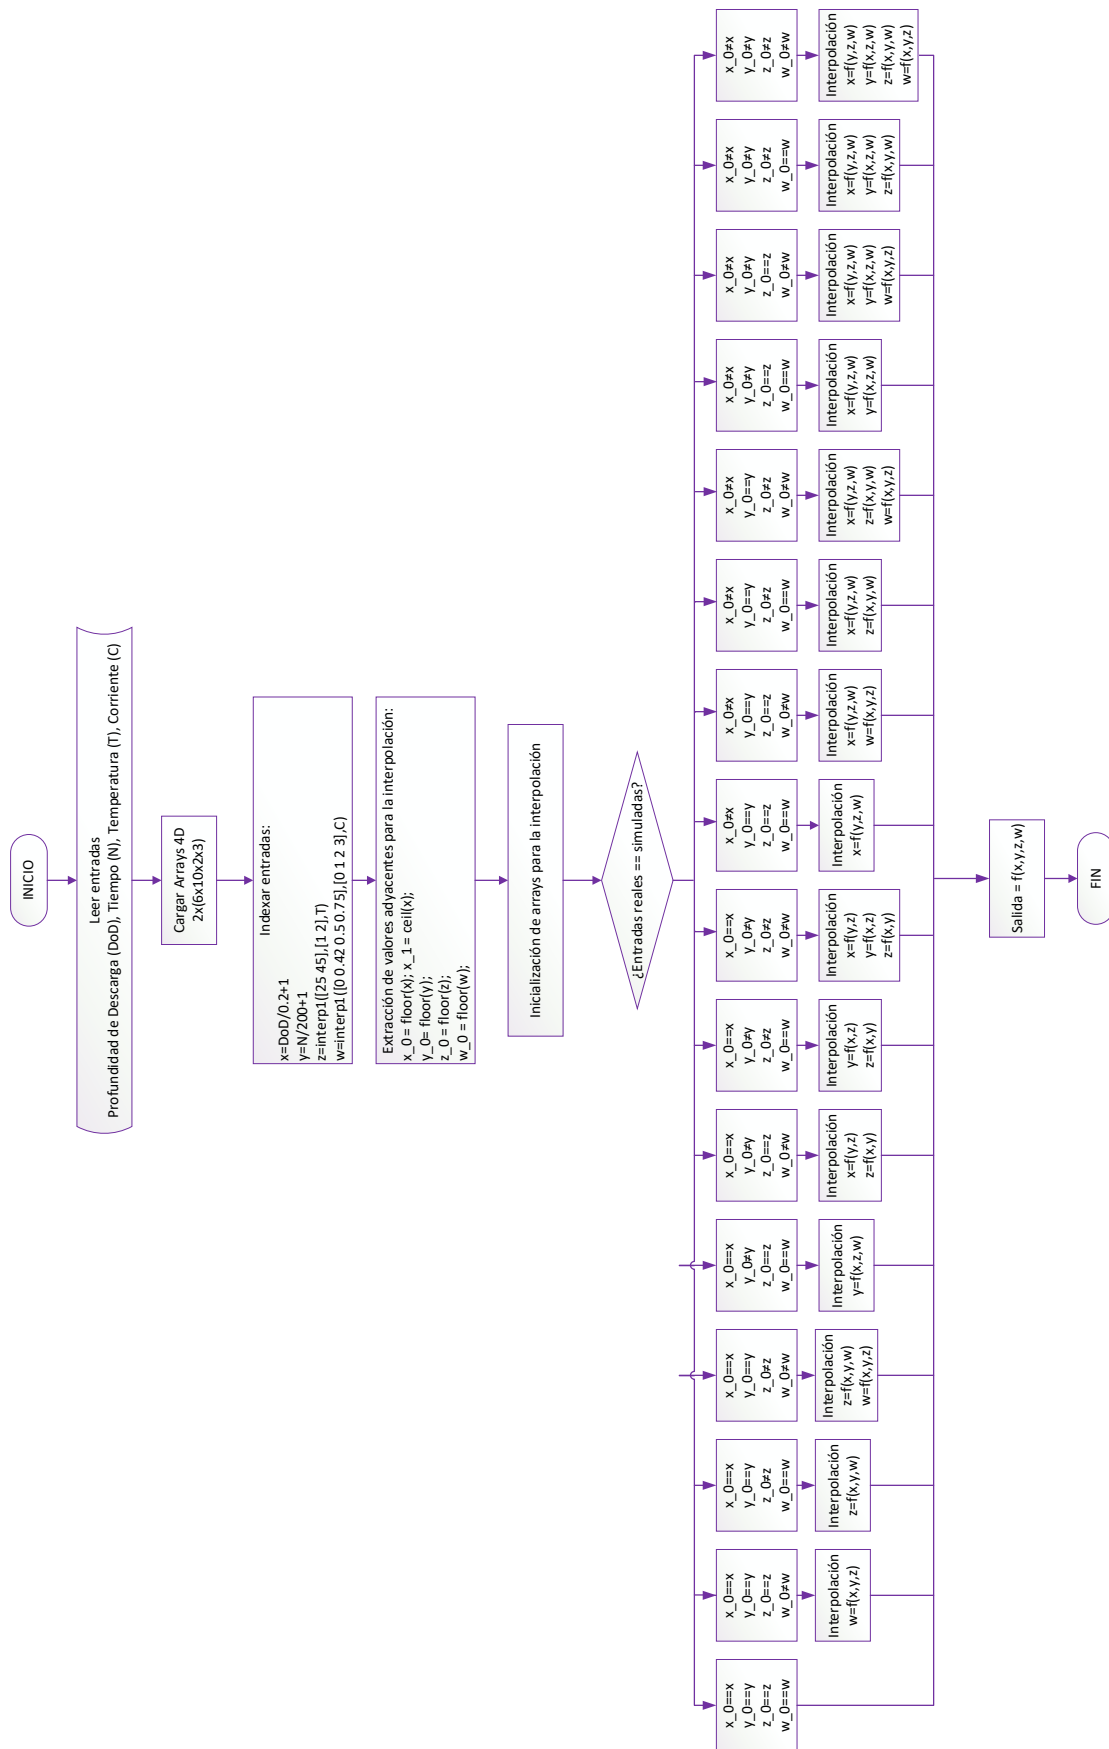 INICIO
Leer entradas
Profundidad de Descarga (DoD), Tiempo (N), Temperatura (T), Corriente (C)
Cargar Arrays 4D
2x(6x10x2x3)
Indexar entradas:
x=DoD/0.2+1
y=N/200+1
z=interp1([25 45],[1 2],T)
w=interp1([0 0.42 0.5 0.75],[0 1 2 3],C)
Extracción de valores adyacentes para la interpolación:
x_0 = floor(x); x_1 = ceil(x);
y_0= floor(y);
z_0 = floor(z);
w_0 = floor(w);
Inicialización de arrays para la interpolación
¿Entradas reales == simuladas?
x_0==x
y_0==y
z_0==z
w_0==w
x_0==x
y_0==y
z_0==z
w_0≠w
Interpolación
w=f(x,y,z)
x_0==x
y_0==y
z_0≠z
w_0==w
Interpolación
z=f(x,y,w)
x_0==x
y_0==y
z_0≠z
w_0≠w
Interpolación
z=f(x,y,w)
w=f(x,y,z)
x_0==x
y_0≠y
z_0==z
w_0==w
Interpolación
y=f(x,z,w)
x_0==x
y_0≠y
z_0==z
w_0≠w
Interpolación
x=f(y,z)
z=f(x,y)
x_0==x
y_0≠y
z_0≠z
w_0==w
Interpolación
y=f(x,z)
z=f(x,y)
x_0==x
y_0≠y
z_0≠z
w_0≠w
Interpolación
x=f(y,z)
y=f(x,z)
z=f(x,y)
x_0≠x
y_0==y
z_0==z
w_0==w
Interpolación
x=f(y,z,w)
x_0≠x
y_0==y
z_0==z
w_0≠w
Interpolación
x=f(y,z,w)
w=f(x,y,z)
x_0≠x
y_0==y
z_0≠z
w_0==w
Interpolación
x=f(y,z,w)
z=f(x,y,w)
x_0≠x
y_0==y
z_0≠z
w_0≠w
Interpolación
x=f(y,z,w)
z=f(x,y,w)
w=f(x,y,z)
x_0≠x
y_0≠y
z_0==z
w_0==w
Interpolación
x=f(y,z,w)
y=f(x,z,w)
x_0≠x
y_0≠y
z_0==z
w_0≠w
Interpolación
x=f(y,z,w)
y=f(x,z,w)
w=f(x,y,z)
x_0≠x
y_0≠y
z_0≠z
w_0==w
Interpolación
x=f(y,z,w)
y=f(x,z,w)
z=f(x,y,w)
x_0≠x
y_0≠y
z_0≠z
w_0≠w
Interpolación
x=f(y,z,w)
y=f(x,z,w)
z=f(x,y,w)
w=f(x,y,z)
Salida = f(x,y,z,w)
FIN